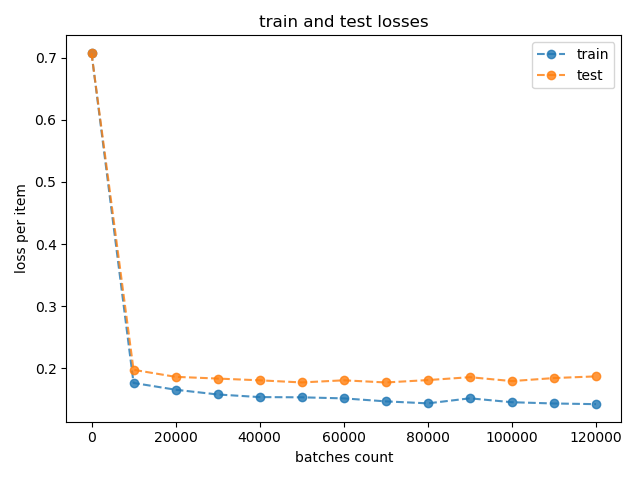 train and test losses
train
test
loss per item
0.7
0.6
0.5
0.4
0.3
0.2
0 20000 40000 60000 80000 100000 120000
batches count